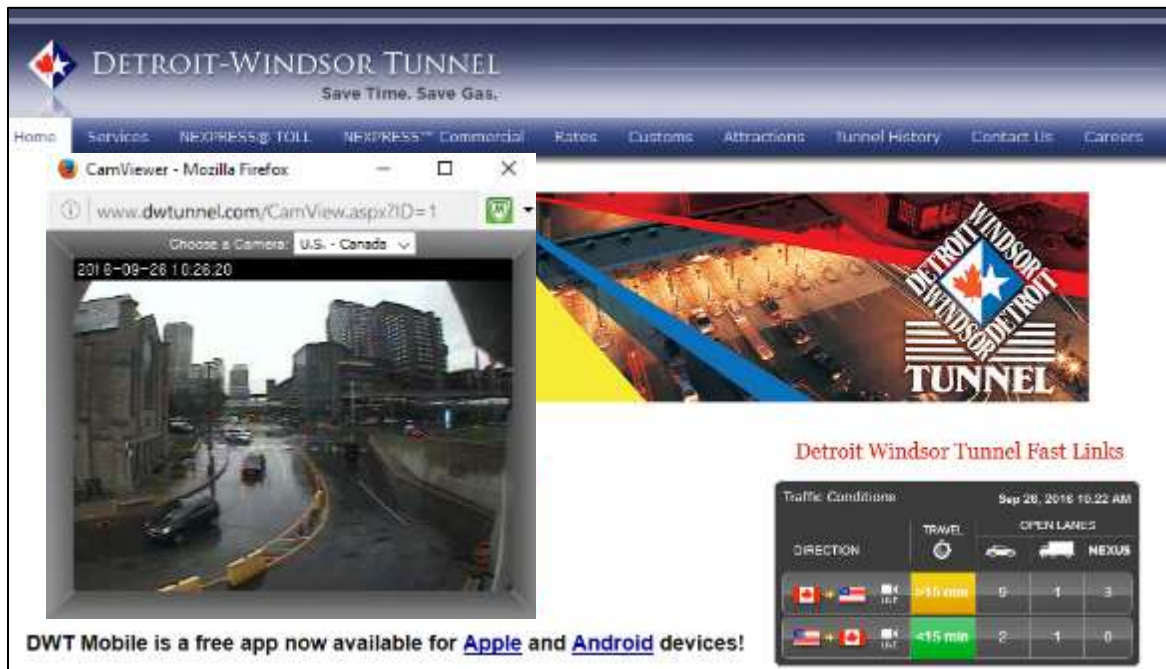 DETROIT-WINDSOR TUNNEL
Save Time. Save Gas.
Home Services NEXPRESS® TOLL NEXPRESS™ Commercial Rates Customs Attractions Tunnel History Contact Us Careers
CamViewer - Mozilla Firefox
www.dwtunnel.com/CamView.aspx?ID=1
Choose a Camera: U.S. - Canada
2016-09-26 10:26:20
DETROIT WINDSOR
WINDSOR DETROIT
TUNNEL
Detroit Windsor Tunnel Fast Links
Traffic Conditions Sep 26, 2016 10:22 AM
TRAVEL OPEN LANES
DIRECTION NEXUS
LIVE >15 min 1 3
LIVE <15 min 2 1 0
DWT Mobile is a free app now available for Apple and Android devices!